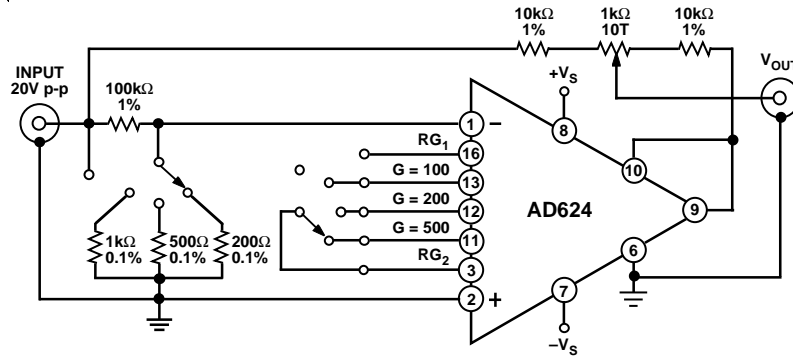 10kΩ
1%
1kΩ
10T
10kΩ
1%
INPUT
20V p-p
100kΩ
1%
+VS
VOUT
1
–
8
RG1
16
10
G = 100
13
G = 200
12
AD624
9
G = 500
11
1kΩ
0.1%
500Ω
0.1%
200Ω
0.1%
RG2
3
6
2
+
7
–VS